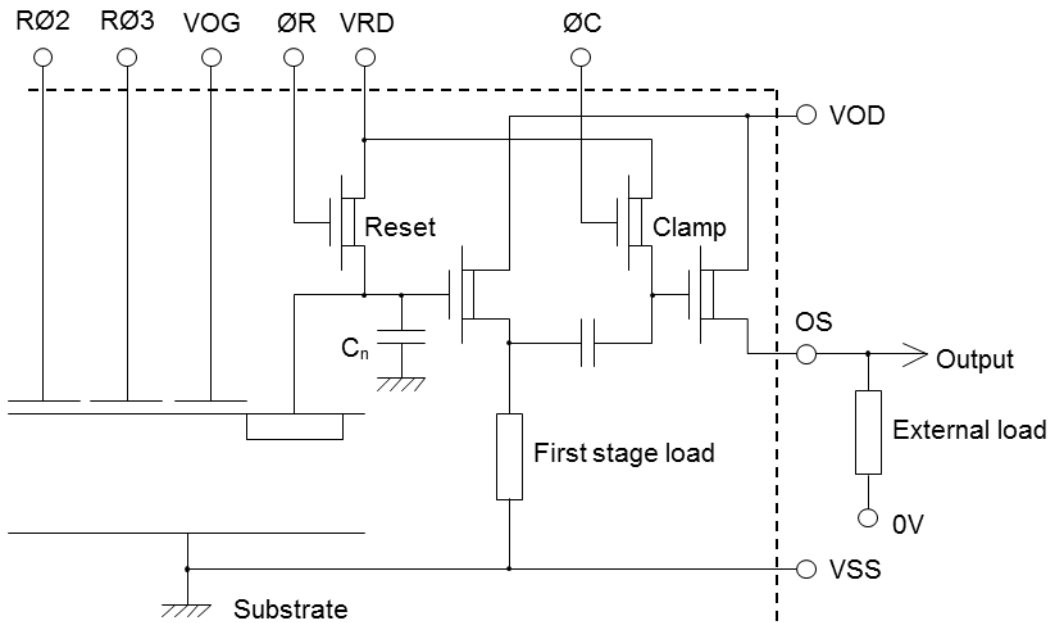 RØ2 RØ3 VOG ØR VRD ØC
VOD
Reset
Clamp
OS
Cn
Output
First stage load
External load
0V
VSS
Substrate